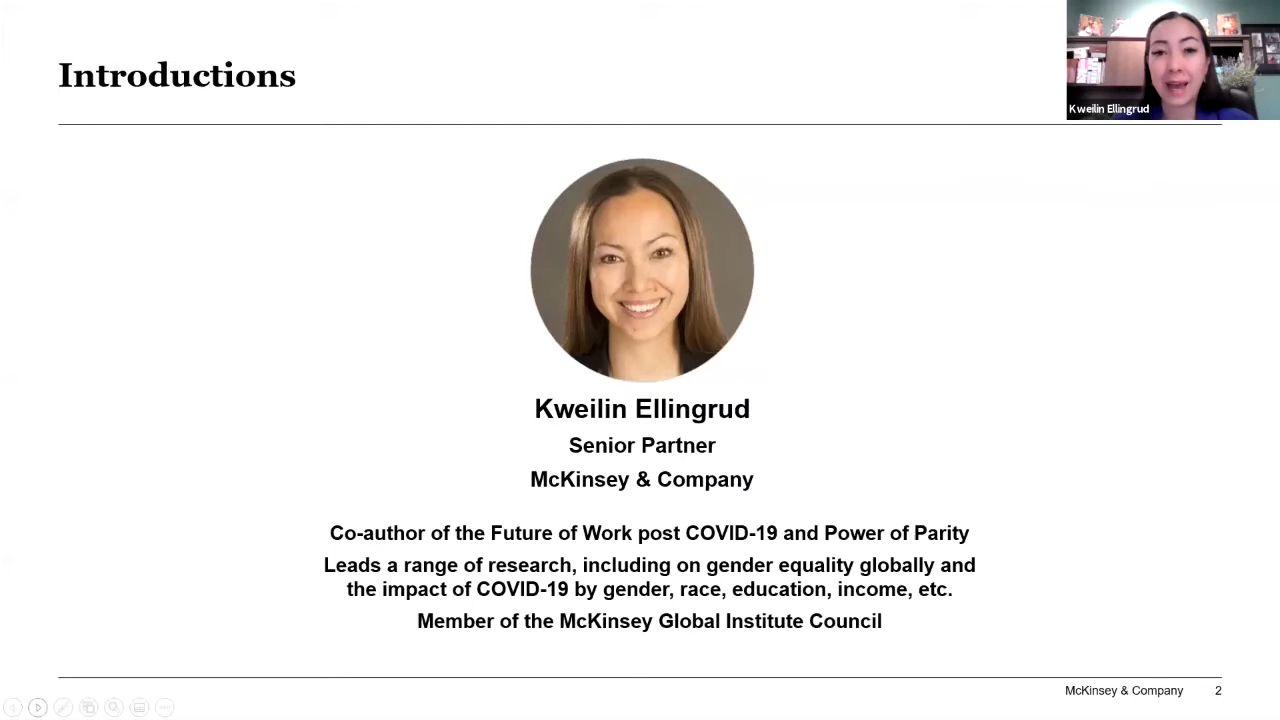 Introductions
Kweilin Ellingrud
Kweilin Ellingrud
Senior Partner
McKinsey & Company
Co-author of the Future of Work post COVID-19 and Power of Parity
Leads a range of research, including on gender equality globally and
the impact of COVID-19 by gender, race, education, income, etc.
Member of the McKinsey Global Institute Council
McKinsey & Company 2